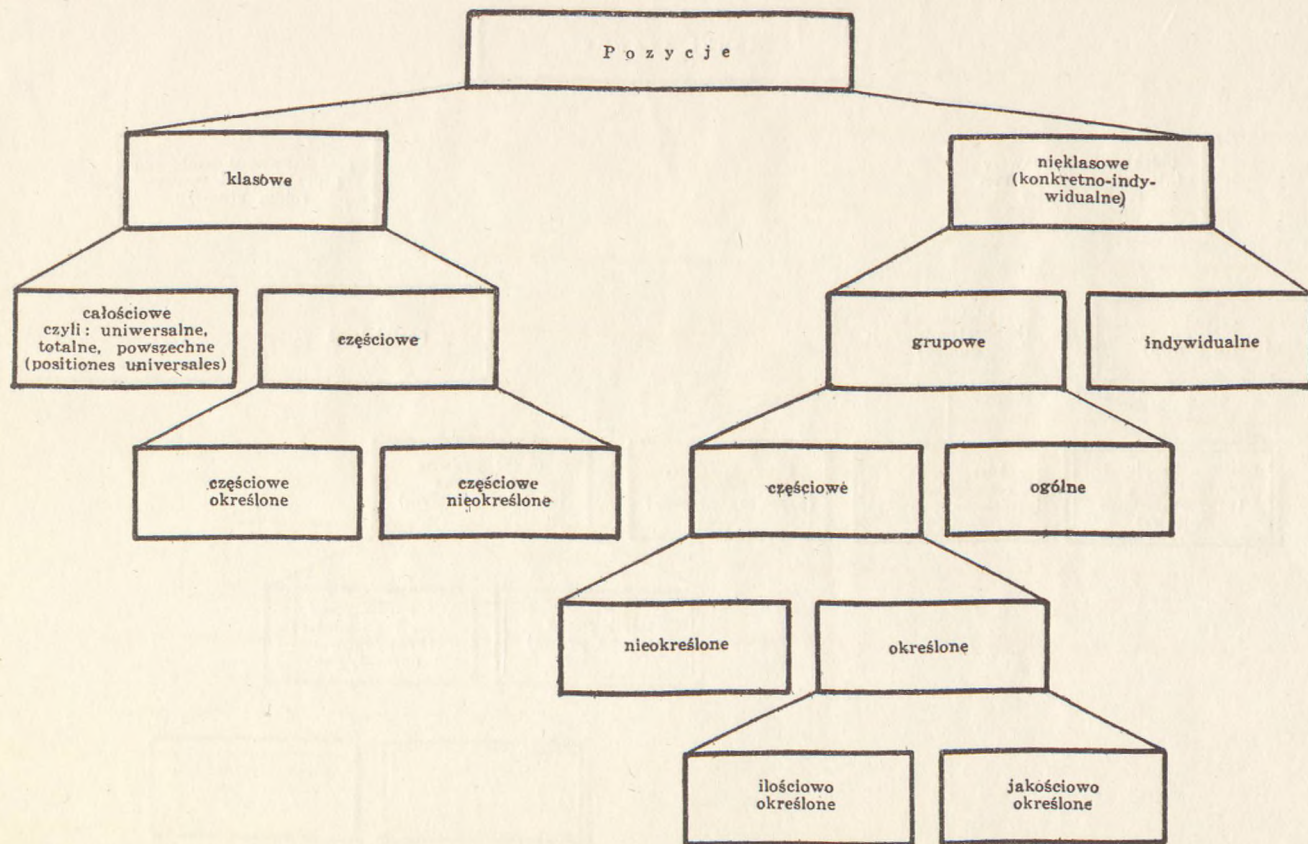 Pozycje
klasowe
nieklasowe
(konkretno-indy-
widualne)
całościowe
czyli: uniwersalne,
totalne, powszechne
(positiones universales)
częściowe
grupowe
indywidualne
częściowe
określone
częściowe
nieokreślone
częściowe
ogólne
nieokreślone
określone
ilościowo
określone
jakościowo
określone